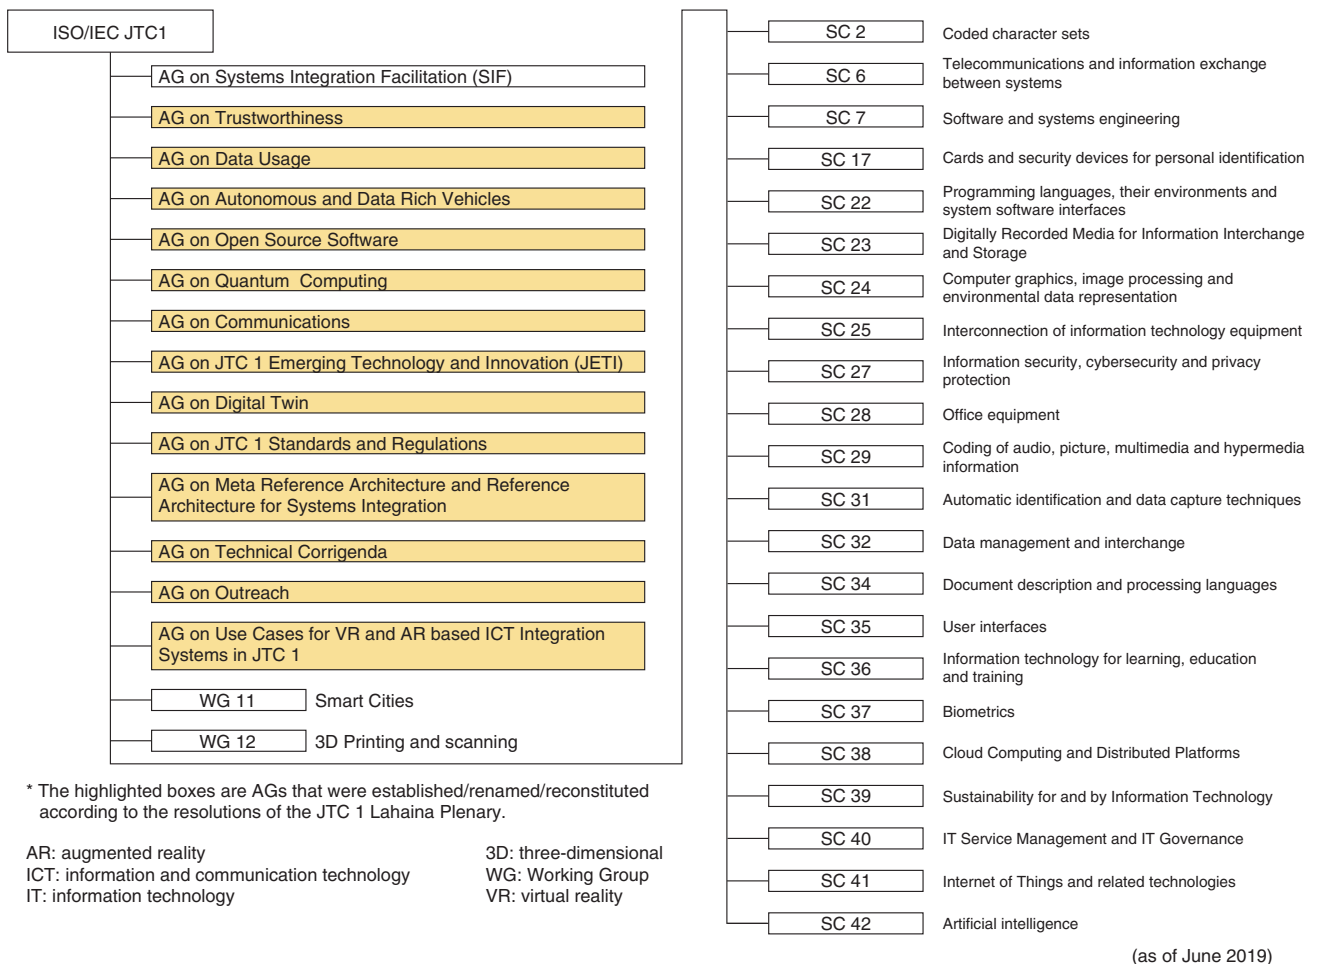 ISO/IEC JTC1
AG on Systems Integration Facilitation (SIF)
AG on Trustworthiness
AG on Data Usage
AG on Autonomous and Data Rich Vehicles
AG on Open Source Software
AG on Quantum Computing
AG on Communications
AG on JTC 1 Emerging Technology and Innovation (JETI)
AG on Digital Twin
AG on JTC 1 Standards and Regulations
AG on Meta Reference Architecture and Reference
Architecture for Systems Integration
AG on Technical Corrigenda
AG on Outreach
AG on Use Cases for VR and AR based ICT Integration
Systems in JTC 1
WG 11 Smart Cities
WG 12 3D Printing and scanning
* The highlighted boxes are AGs that were established/renamed/reconstituted
according to the resolutions of the JTC 1 Lahaina Plenary.
AR: augmented reality
ICT: information and communication technology
IT: information technology
3D: three-dimensional
WG: Working Group
VR: virtual reality
SC 2 Coded character sets
SC 6 Telecommunications and information exchange
between systems
SC 7 Software and systems engineering
SC 17 Cards and security devices for personal identification
SC 22 Programming languages, their environments and
system software interfaces
SC 23 Digitally Recorded Media for Information Interchange
and Storage
SC 24 Computer graphics, image processing and
environmental data representation
SC 25 Interconnection of information technology equipment
SC 27 Information security, cybersecurity and privacy
protection
SC 28 Office equipment
SC 29 Coding of audio, picture, multimedia and hypermedia
information
SC 31 Automatic identification and data capture techniques
SC 32 Data management and interchange
SC 34 Document description and processing languages
SC 35 User interfaces
SC 36 Information technology for learning, education
and training
SC 37 Biometrics
SC 38 Cloud Computing and Distributed Platforms
SC 39 Sustainability for and by Information Technology
SC 40 IT Service Management and IT Governance
SC 41 Internet of Things and related technologies
SC 42 Artificial intelligence
(as of June 2019)